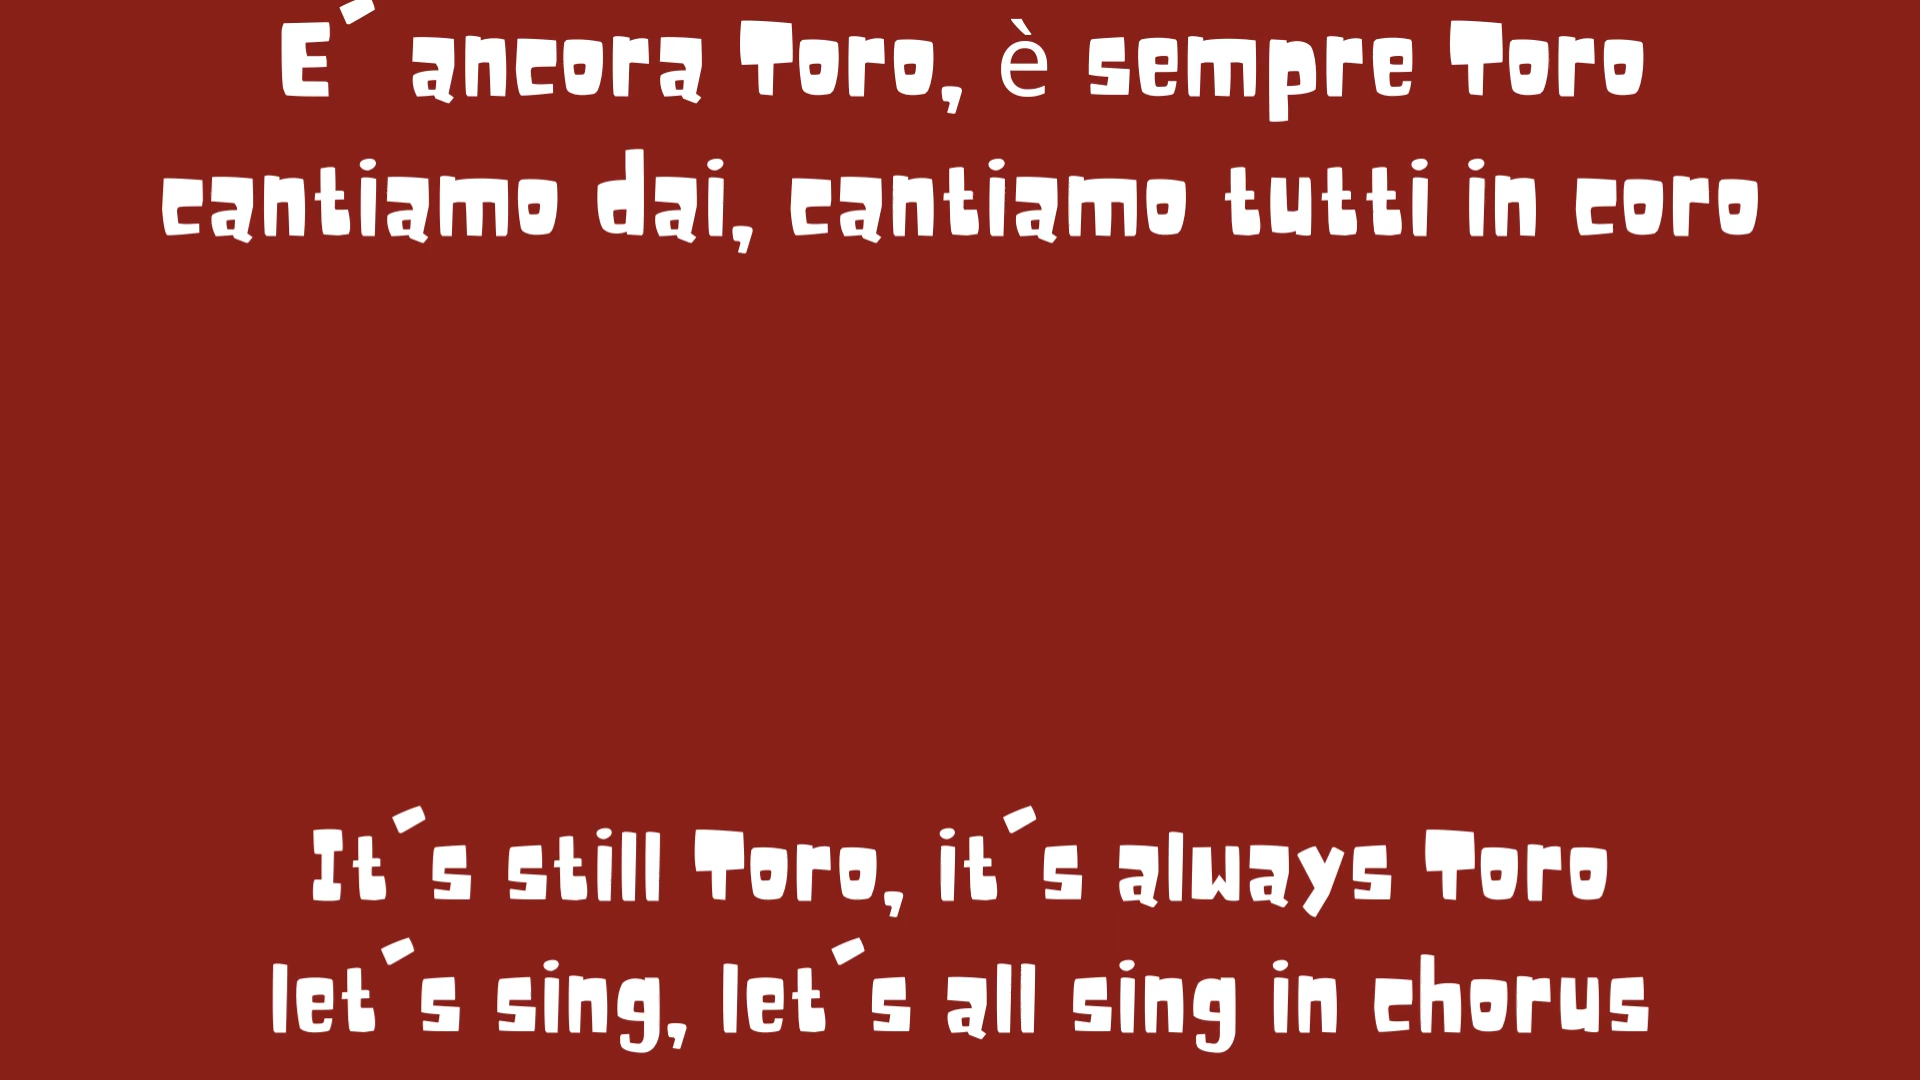 E´ ancora Toro, è sempre Toro
cantiamo dai, cantiamo tutti in coro
It´s still Toro, it´s always Toro
let´s sing, let´s all sing in chorus